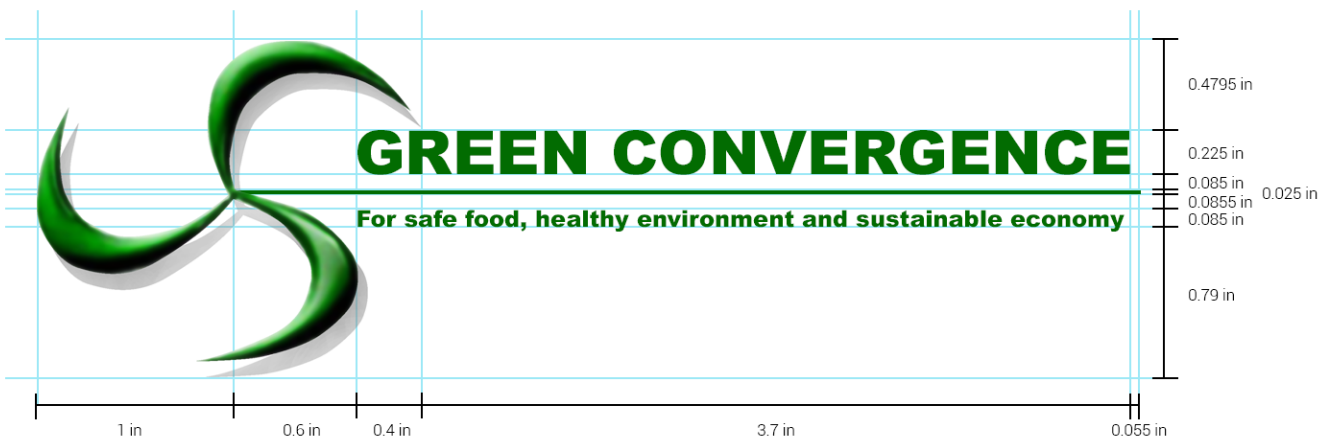 0.4795 in
GREEN CONVERGENCE
0.225 in
0.085 in
0.025 in
0.0855 in
For safe food, healthy environment and sustainable economy
0.085 in
0.79 in
1 in
0.6 in
0.4 in
3.7 in
0.055 in